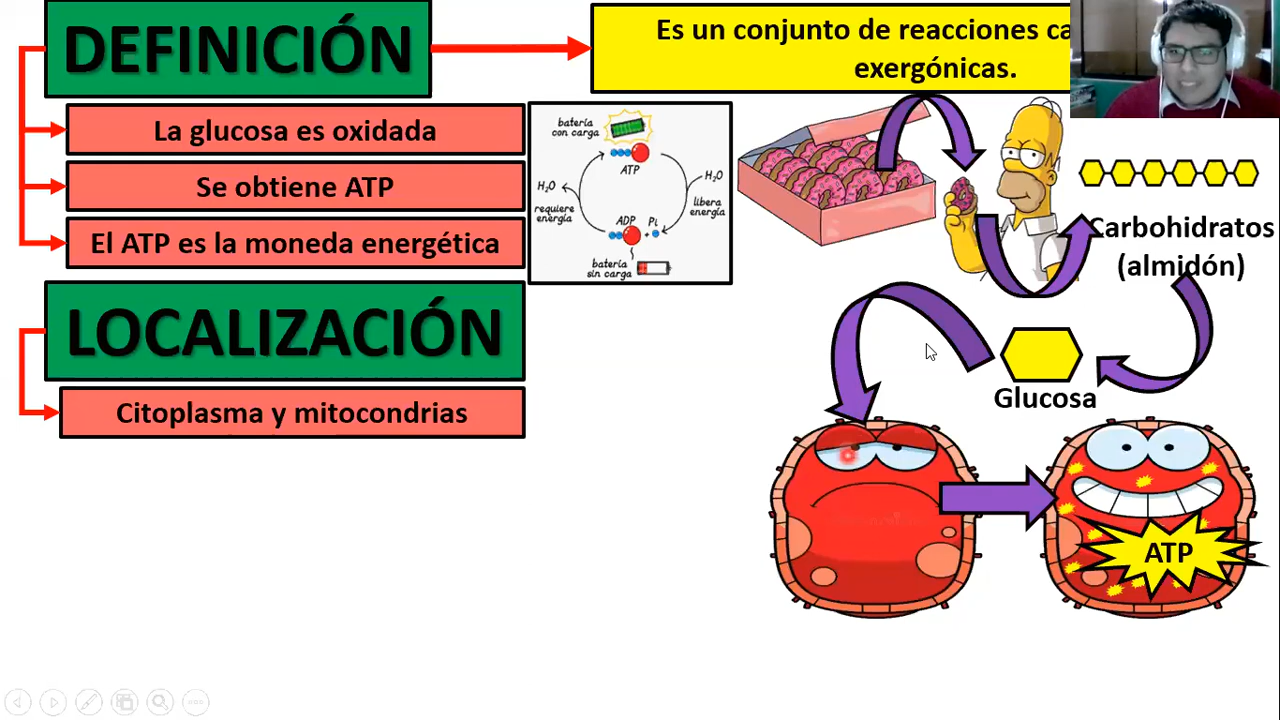 DEFINICIÓN
Es un conjunto de reacciones
exergónicas.
La glucosa es oxidada
Se obtiene ATP
El ATP es la moneda energética
batería
con carga
ATP
H₂O
requiere
energía
H₂O
libera
energía
ADP
+
Pi
batería
sin carga
Carbohidratos
(almidón)
LOCALIZACIÓN
Citoplasma y mitocondrias
Glucosa
ATP